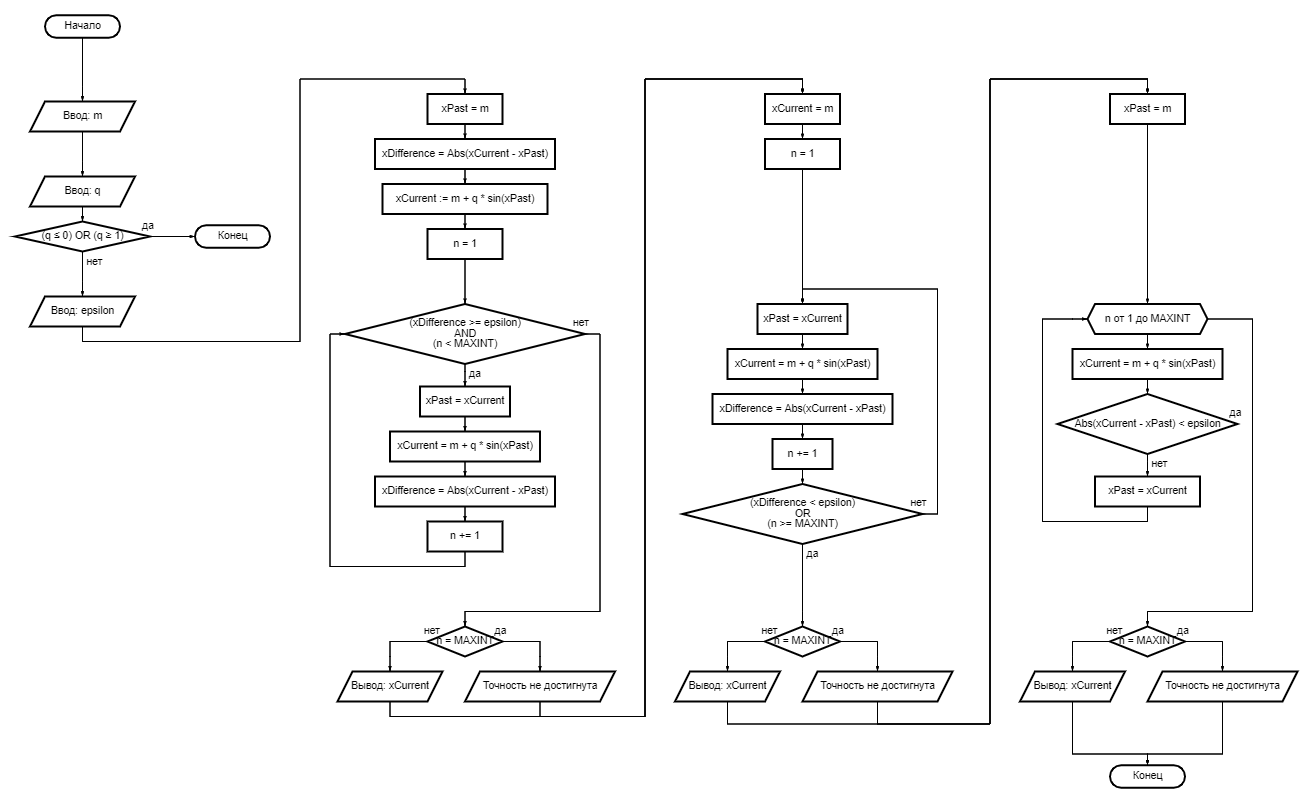 Начало
Ввод: m
Ввод: q
(q ≤ 0) OR (q ≥ 1)
да
Конец
нет
Ввод: epsilon
xPast = m
xDifference = Abs(xCurrent - xPast)
xCurrent := m + q * sin(xPast)
n = 1
(xDifference >= epsilon)
AND
(n < MAXINT)
нет
да
xPast = xCurrent
xCurrent = m + q * sin(xPast)
xDifference = Abs(xCurrent - xPast)
n += 1
нет
n = MAXINT
да
Вывод: xCurrent
Точность не достигнута
xCurrent = m
n = 1
xPast = xCurrent
xCurrent = m + q * sin(xPast)
xDifference = Abs(xCurrent - xPast)
n += 1
(xDifference < epsilon)
OR
(n >= MAXINT)
нет
да
нет
n = MAXINT
да
Вывод: xCurrent
Точность не достигнута
xPast = m
n от 1 до MAXINT
xCurrent = m + q * sin(xPast)
Abs(xCurrent - xPast) < epsilon
да
нет
xPast = xCurrent
нет
n = MAXINT
да
Вывод: xCurrent
Точность не достигнута
Конец